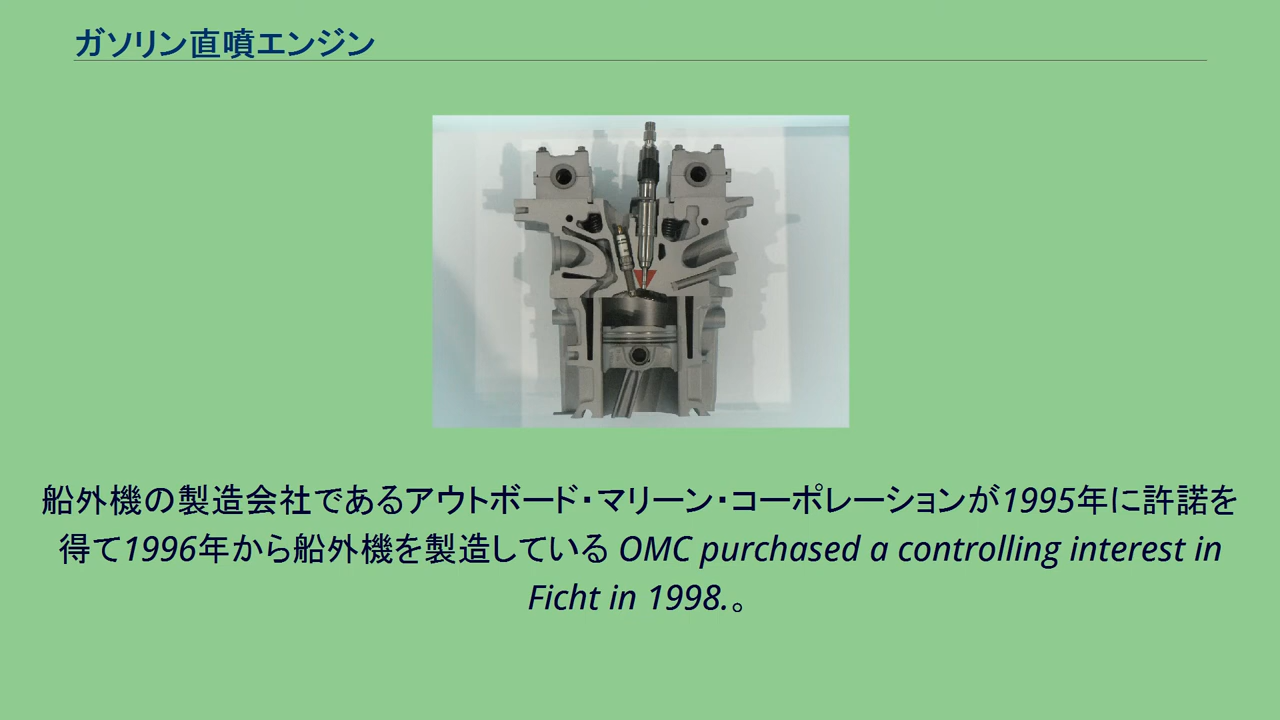 ガソリン直噴エンジン
船外機の製造会社であるアウトボード・マリーン・コーポレーションが1995年に許諾を
得て1996年から船外機を製造している OMC purchased a controlling interest in
Ficht in 1998.。